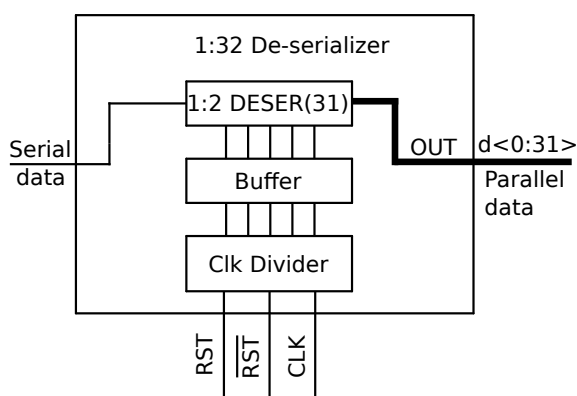 1:32 De-serializer
1:2 DESER(31)
Serial
data
OUT
d<0:31>
Parallel
data
Buffer
Clk Divider
RST
R̅S̅T̅
CLK